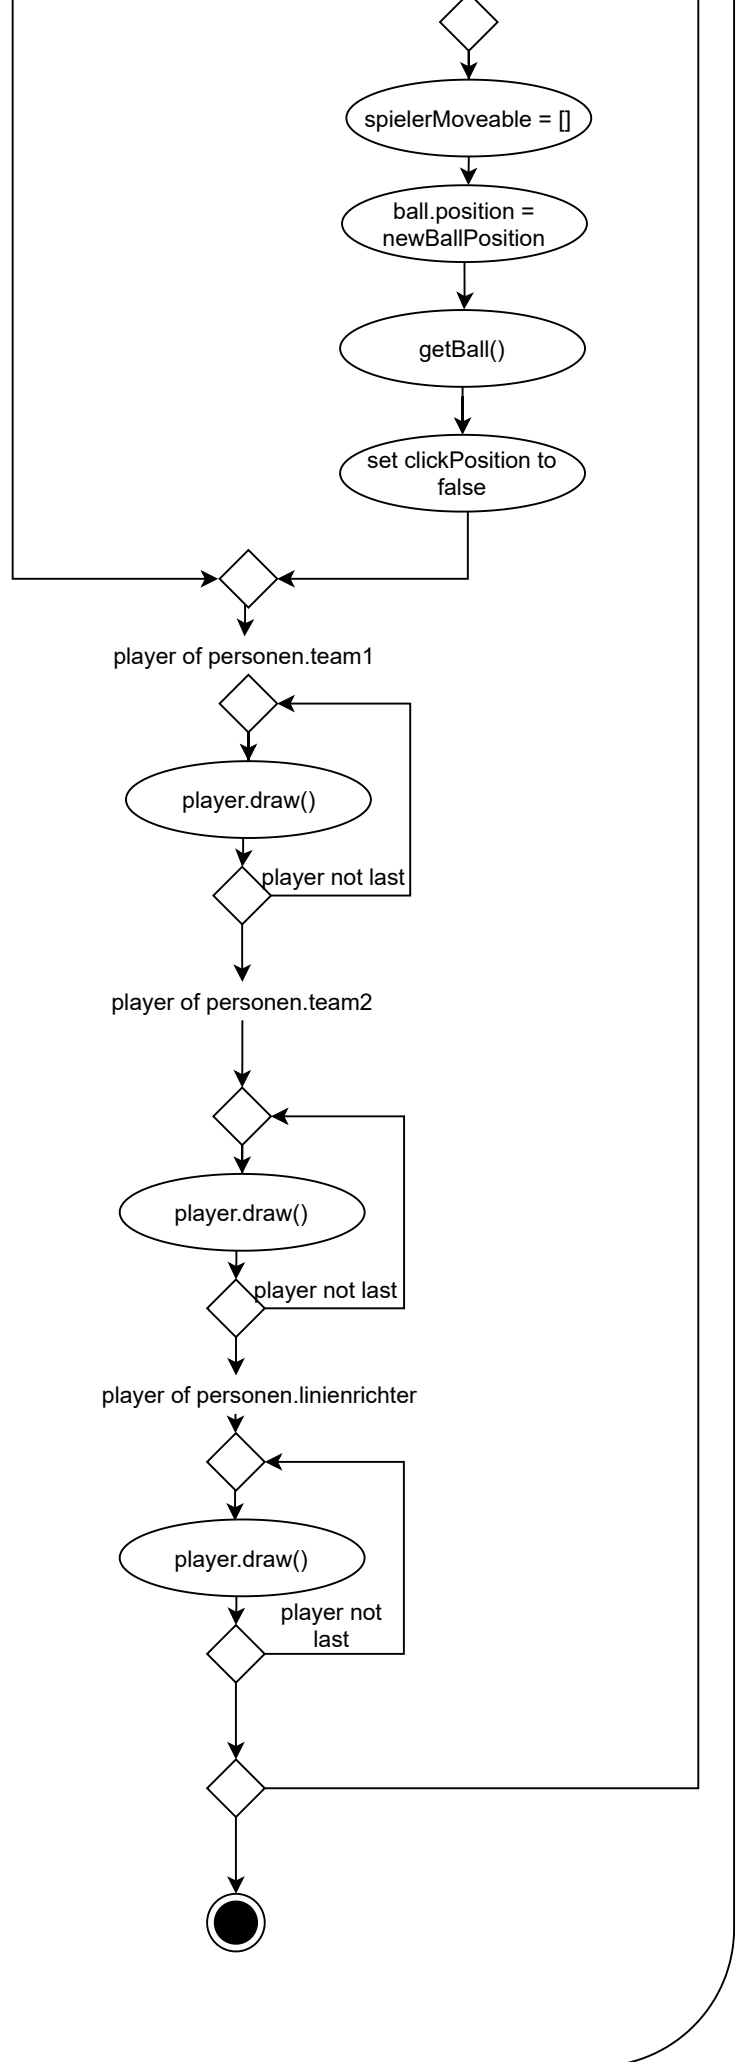 spielerMoveable = []
ball.position =
newBallPosition
getBall()
set clickPosition to
false
player of personen.team1
player.draw()
player not last
player of personen.team2
player.draw()
player not last
player of personen.linienrichter
player.draw()
player not
last